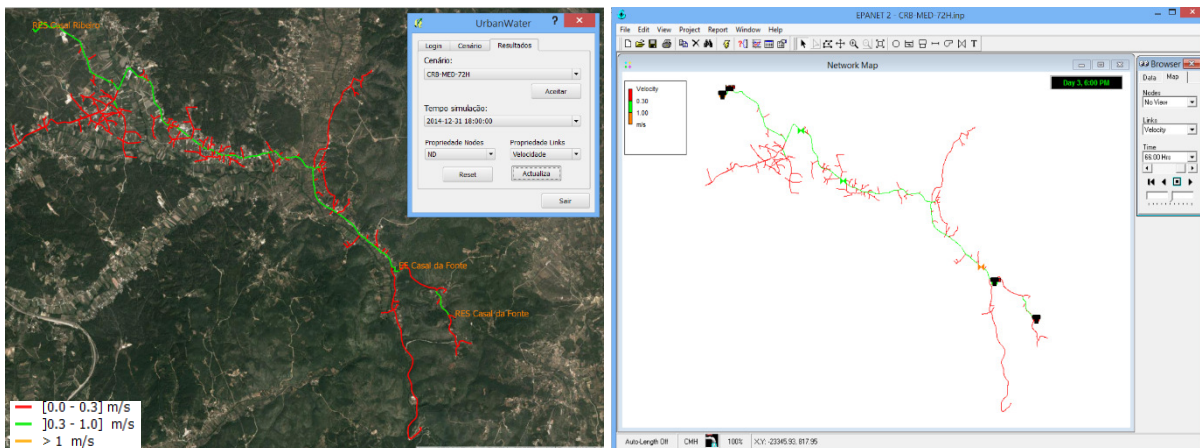 RES Casal Ribeiro
UrbanWater
?
Login
Cenário
Resultados
Cenário:
CRB-MED-72H
Aceitar
Tempo simulação:
2014-12-31 18:00:00
Propriedade Nodes
Propriedade Links
ND
Velocidade
Reset
Actualiza
Sair
EE Casal da Fonte
RES Casal da Fonte
[0.0 - 0.3] m/s
]0.3 - 1.0] m/s
> 1 m/s
EPANET 2 - CRB-MED-72H.inp
File Edit View Project Report Window Help
Network Map
Velocity
0.30
1.00
m/s
Day 3, 6:00 PM
Browser
Data Map
Nodes
No View
Links
Velocity
Time
66.00 Hrs
Auto-Length Off CMH 100% X,Y: -23345.93, 817.95